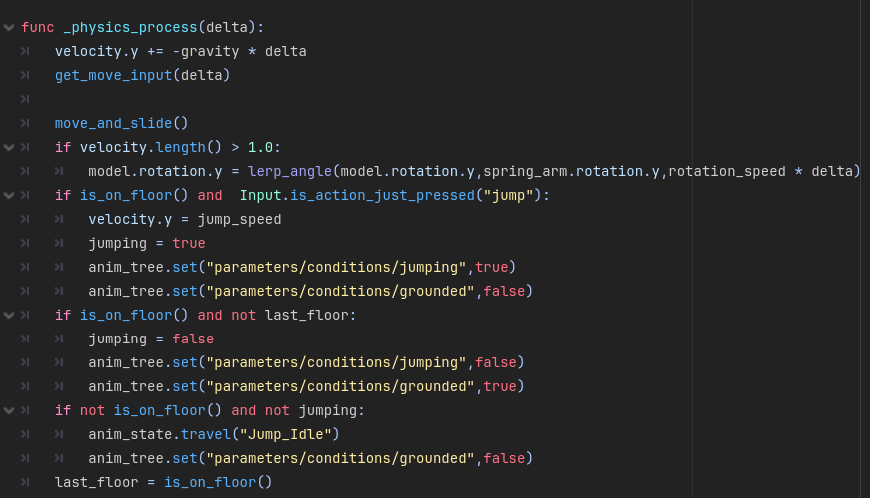 func _physics_process(delta):
	velocity.y += -gravity * delta
	get_move_input(delta)

	move_and_slide()
	if velocity.length() > 1.0:
		model.rotation.y = lerp_angle(model.rotation.y,spring_arm.rotation.y,rotation_speed * delta)
	if is_on_floor() and  Input.is_action_just_pressed("jump"):
		velocity.y = jump_speed
		jumping = true
		anim_tree.set("parameters/conditions/jumping",true)
		anim_tree.set("parameters/conditions/grounded",false)
	if is_on_floor() and not last_floor:
		jumping = false
		anim_tree.set("parameters/conditions/jumping",false)
		anim_tree.set("parameters/conditions/grounded",true)
	if not is_on_floor() and not jumping:
		anim_state.travel("Jump_Idle")
		anim_tree.set("parameters/conditions/grounded",false)
	last_floor = is_on_floor()